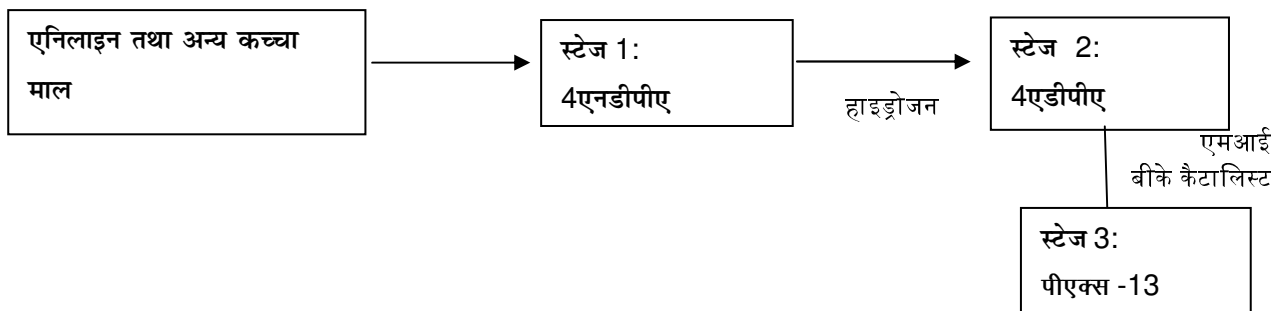 एनिलाइन तथा अन्य कच्चा
माल
स्टेज 1:
4एनडीपीए
हाइड्रोजन
स्टेज 2:
4एडीपीए
एमआई
बीके कैटालिस्ट
स्टेज 3:
पीएक्स -13